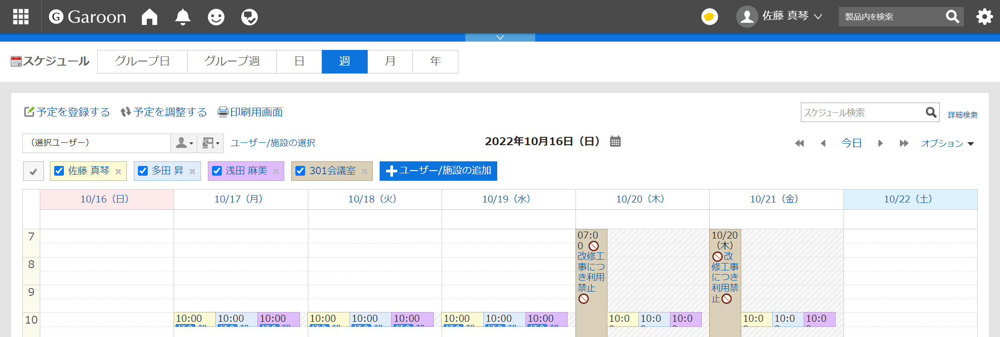 Garoon
佐藤 真琴
製品内を検索
スケジュール
グループ日
グループ週
日
週
月
年
予定を登録する
予定を調整する
印刷用画面
スケジュール検索
詳細検索
（選択ユーザー）
ユーザー/施設の選択
2022年10月16日（日）
今日
オプション
佐藤 真琴
多田 昇
浅田 麻美
301会議室
ユーザー/施設の追加
10/16（日）
10/17（月）
10/18（火）
10/19（水）
10/20（木）
10/21（金）
10/22（土）
7
8
9
10
07:0
0
改修工
事につ
き利用
禁止
10/20
（木）
改
修工事
につき
利用禁
止
10:00
10:00
10:00
10:00
10:00
10:00
10:00
10:00
10:00
10:0
10:0
10:0
10:0
10:0
10:0